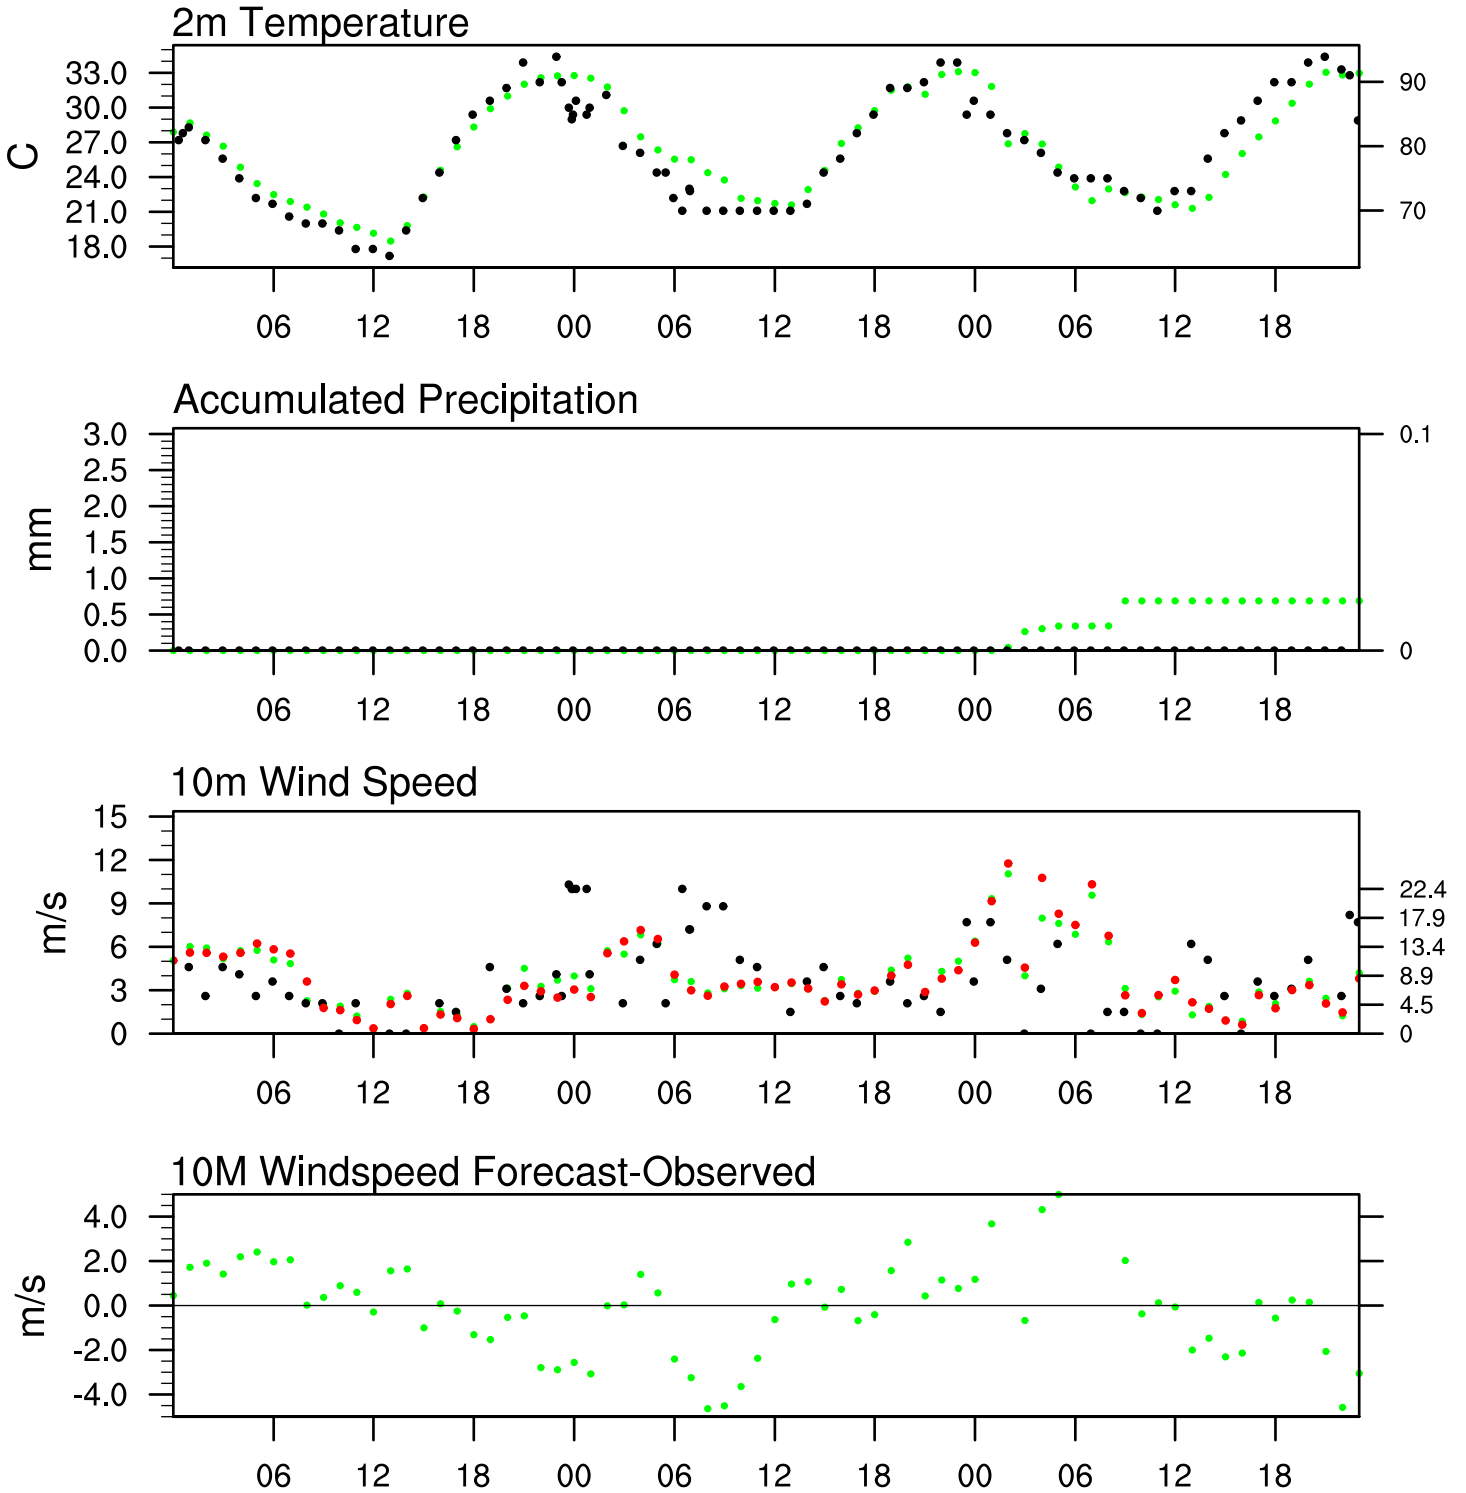 2m Temperature
33.0
30.0
27.0
24.0
21.0
18.0
C
90
80
70
06 12 18 00 06 12 18 00 06 12 18
Accumulated Precipitation
3.0
2.5
2.0
1.5
1.0
0.5
0.0
mm
0.1
0
06 12 18 00 06 12 18 00 06 12 18
10m Wind Speed
15
12
9
6
3
0
m/s
22.4
17.9
13.4
8.9
4.5
0
06 12 18 00 06 12 18 00 06 12 18
10M Windspeed Forecast-Observed
4.0
2.0
0.0
-2.0
-4.0
m/s
06 12 18 00 06 12 18 00 06 12 18